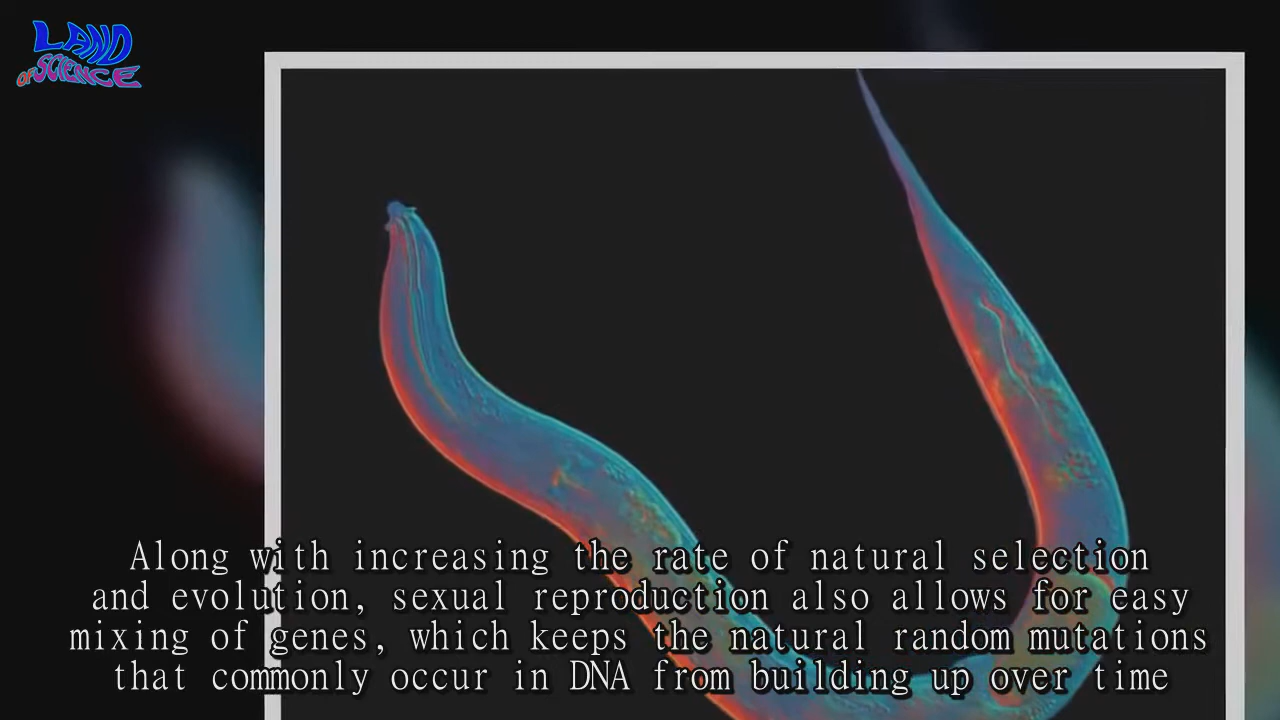 LAND
OF SCIENCE
Along with increasing the rate of natural selection
and evolution, sexual reproduction also allows for easy
mixing of genes, which keeps the natural random mutations
that commonly occur in DNA from building up over time